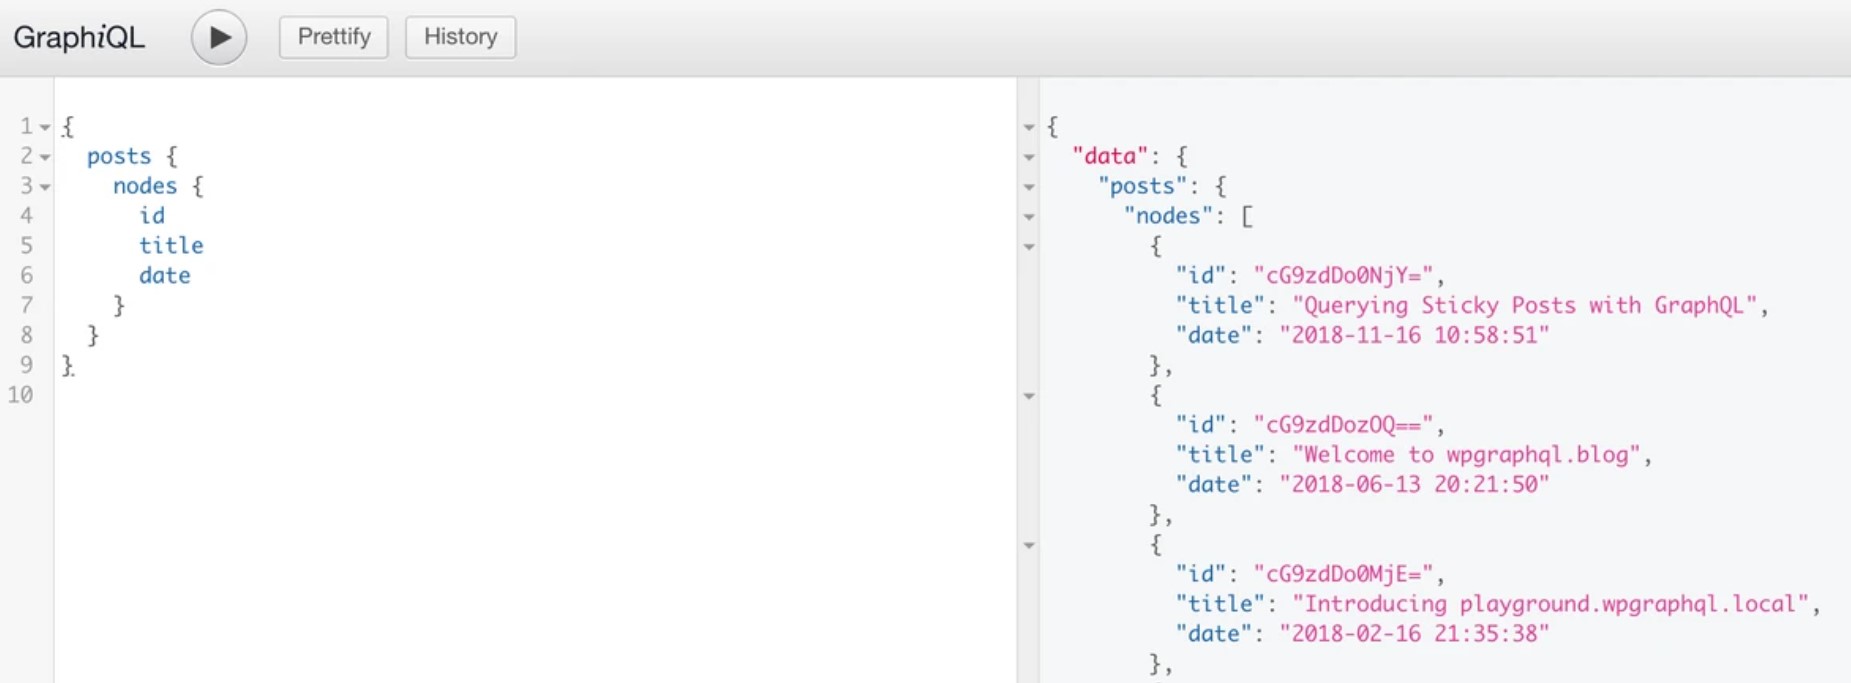 GraphiQL Prettify History
1 {
2 posts {
3 nodes {
4 id
5 title
6 date
7 }
8 }
9 }
10
{
"data": {
"posts": {
"nodes": [
{
"id": "cG9zdDo0NjY=",
"title": "Querying Sticky Posts with GraphQL",
"date": "2018-11-16 10:58:51"
},
{
"id": "cG9zdDozOQ==",
"title": "Welcome to wpgraphql.blog",
"date": "2018-06-13 20:21:50"
},
{
"id": "cG9zdDo0MjE=",
"title": "Introducing playground.wpgraphql.local",
"date": "2018-02-16 21:35:38"
},